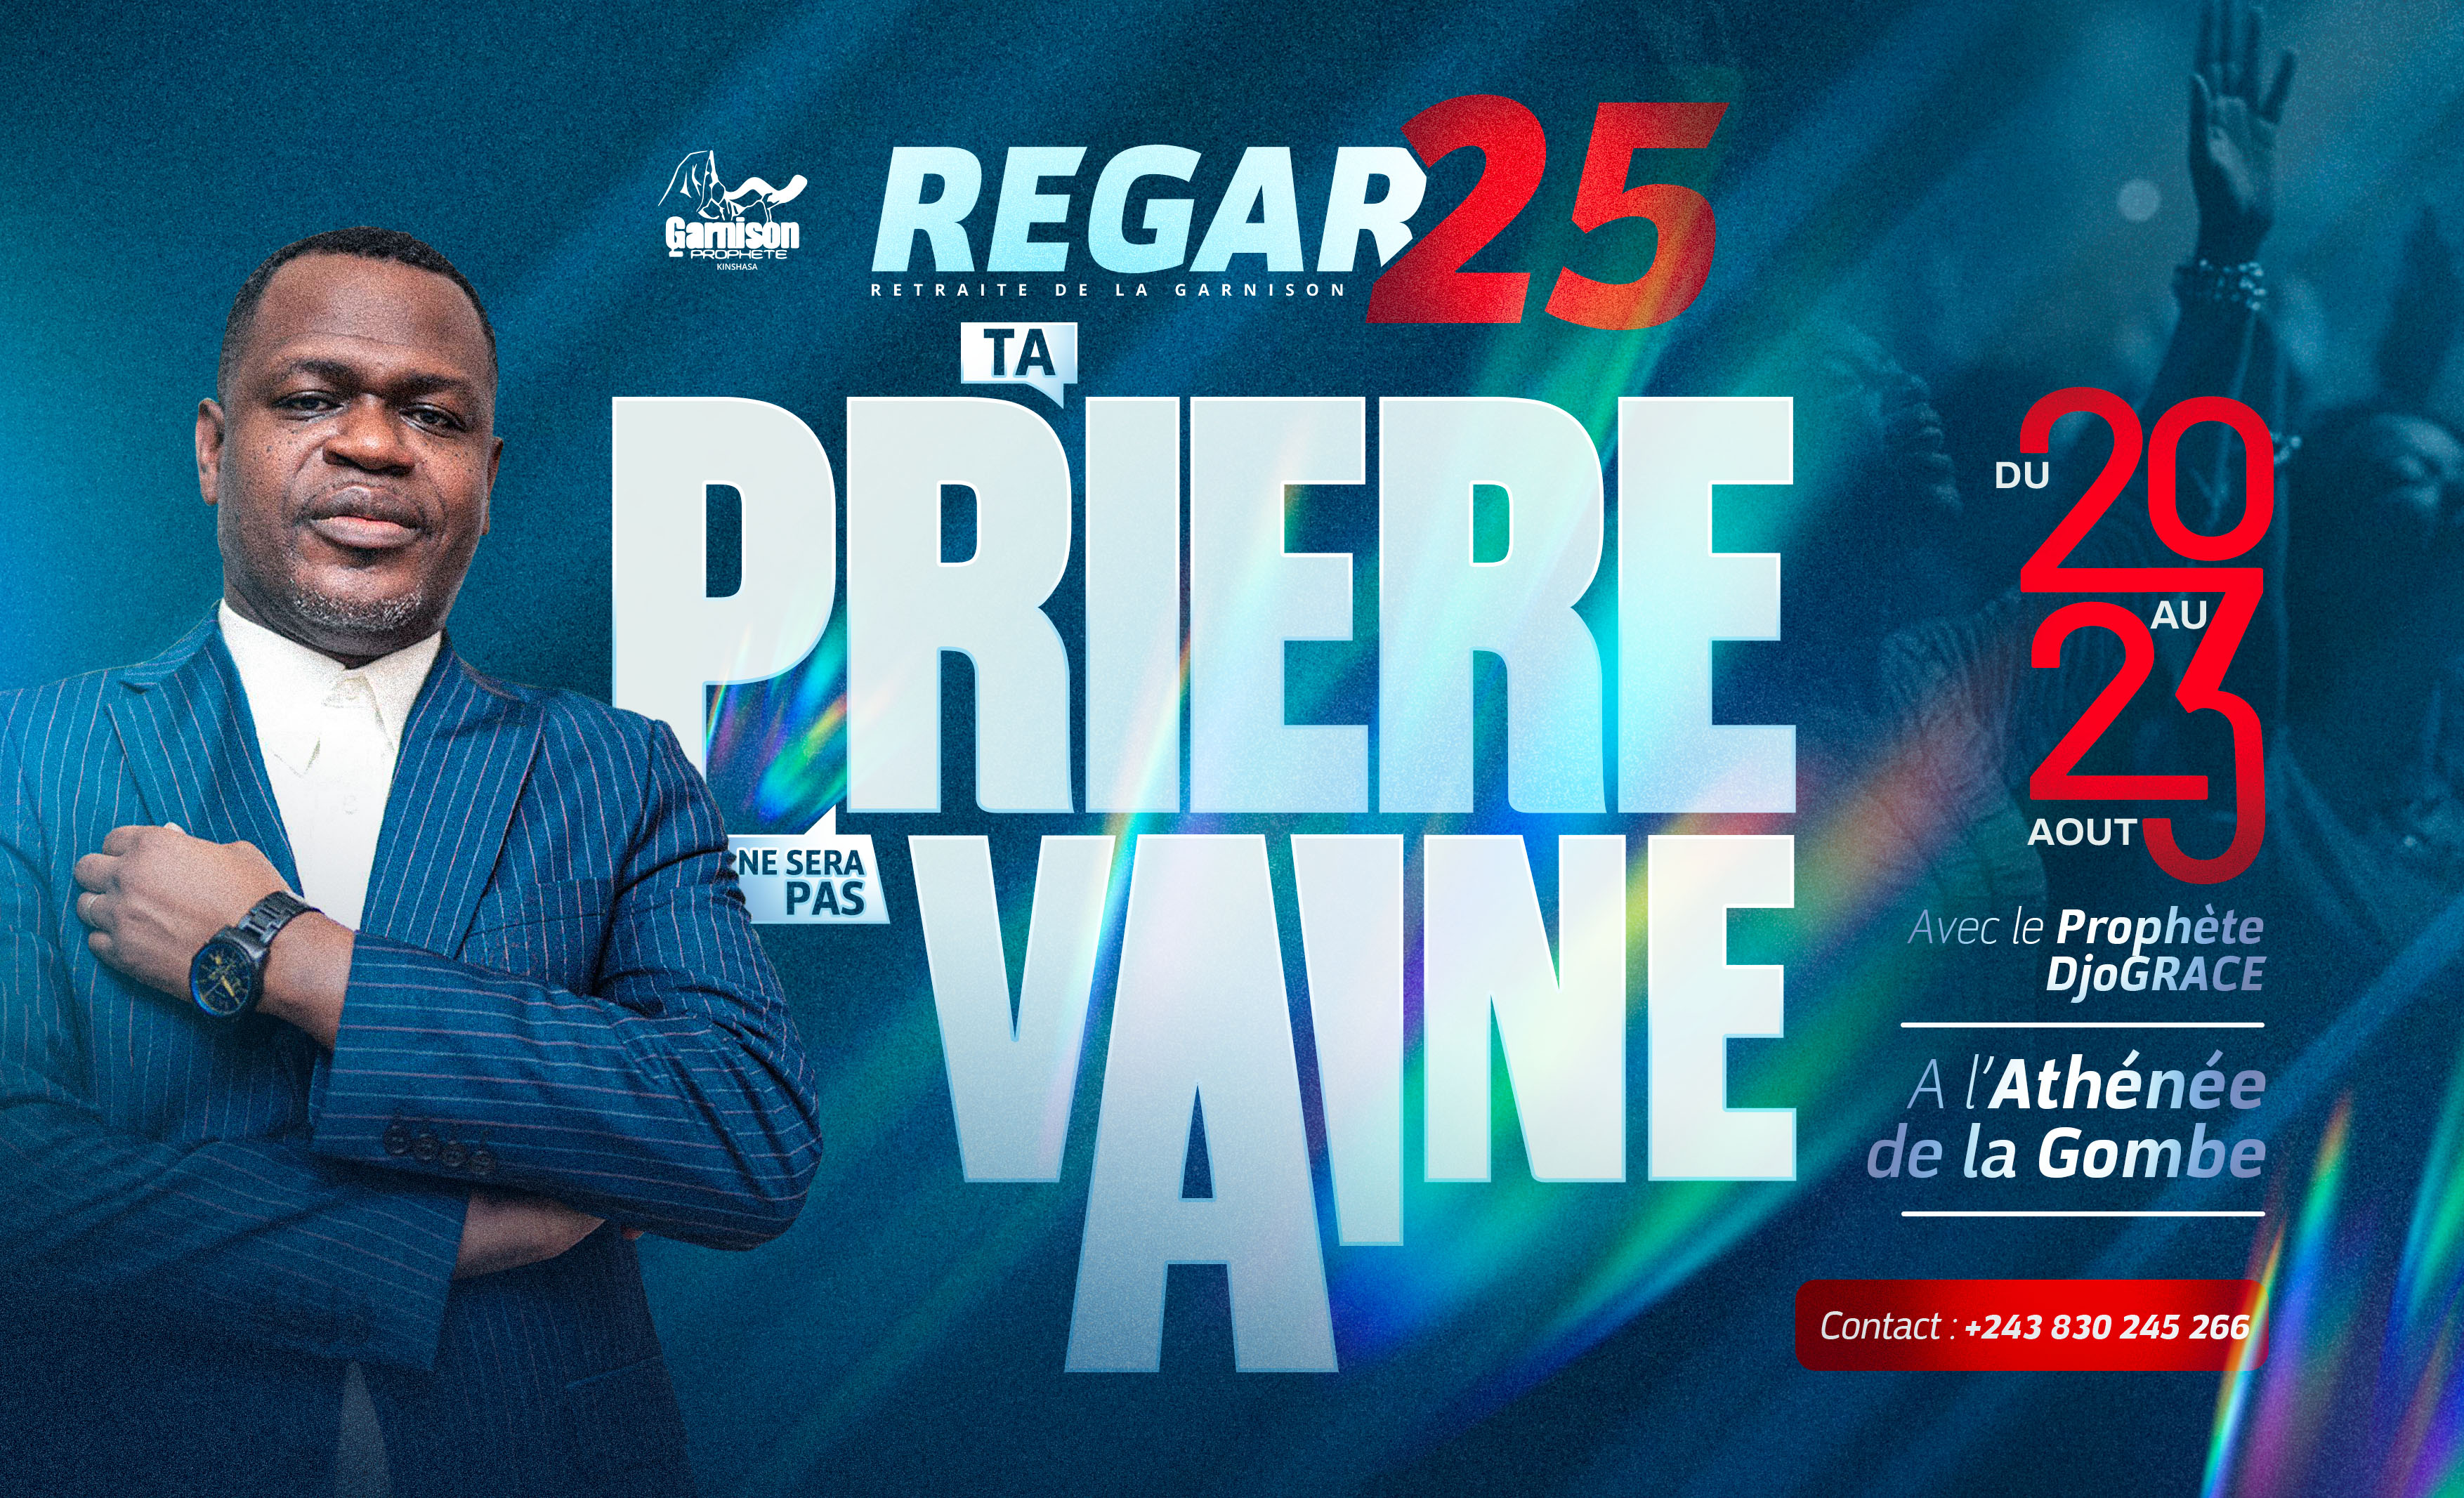 Garnison
PROPHETE
KINSHASA
REGAR25
RETRAITE DE LA GARNISON
TA
PRIERE
NE SERA
PAS
VAINE
DU
20
AU
23
AOUT
Avec le Prophète
DjoGRACE
A l'Athénée
de la Gombe
Contact : +243 830 245 266